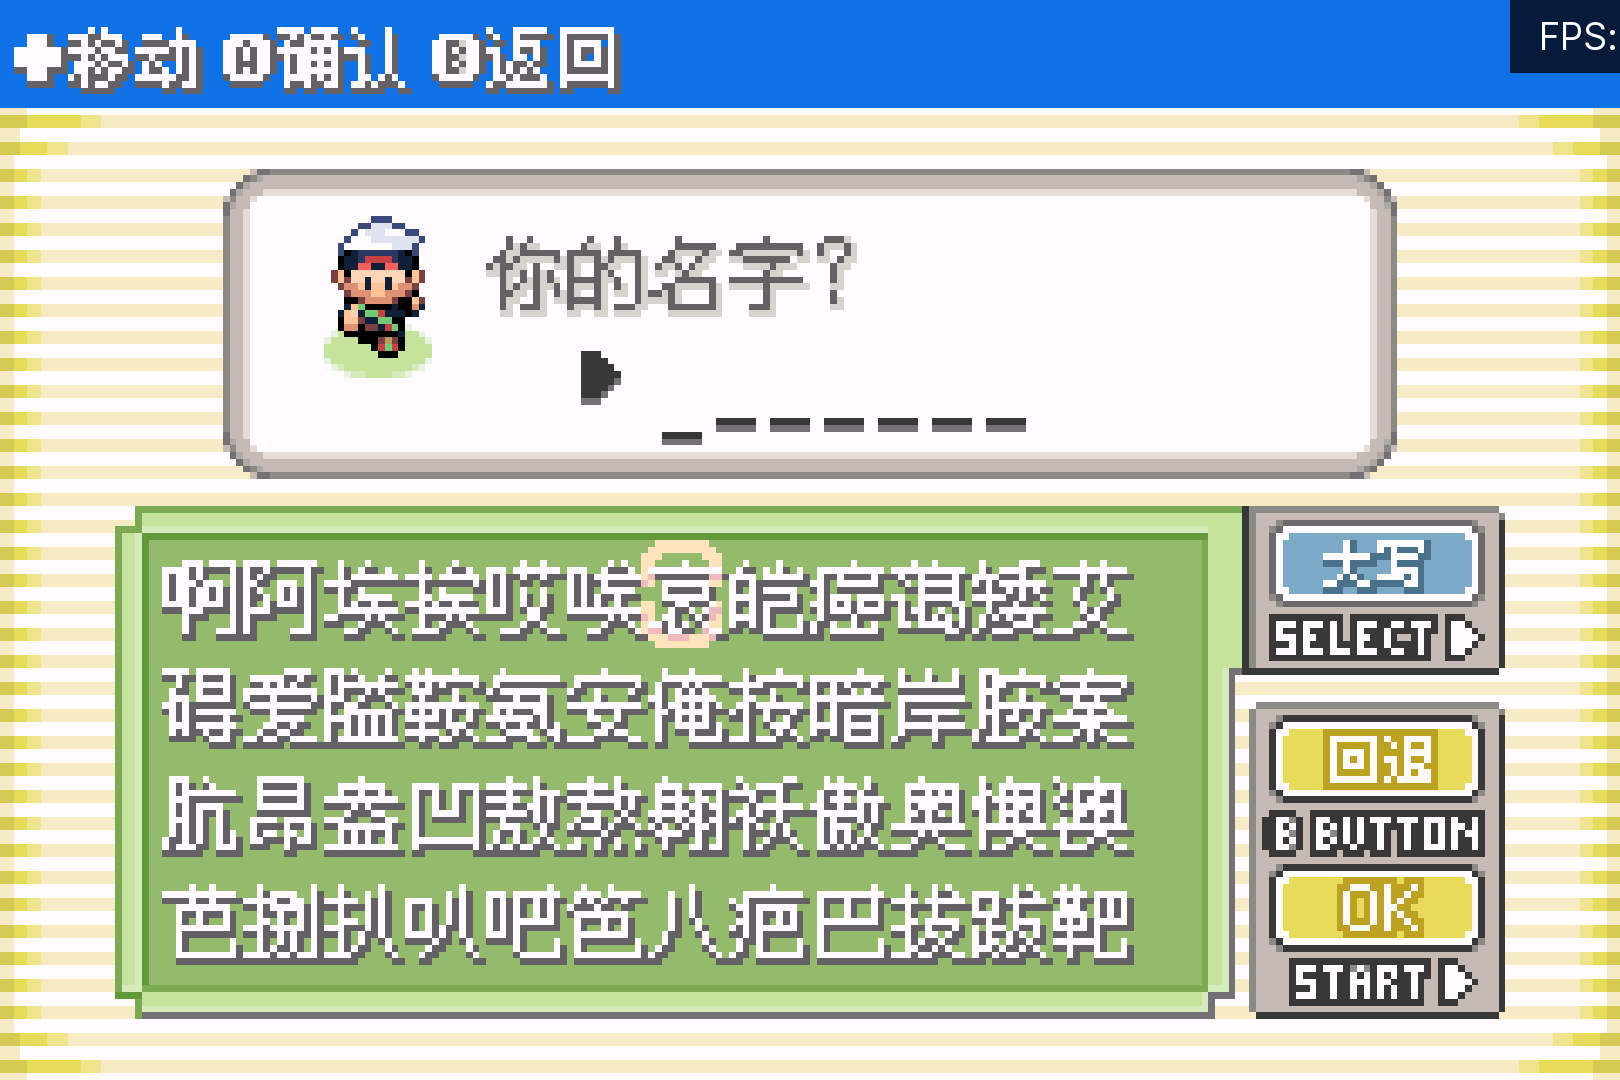 移动 A确认 B返回
FPS:
你的名字?
啊阿埃挨哎唉哀皑癌蔼矮艾
碍爱隘鞍氨安俺按暗岸胺案
肮昂盎凹敖熬翱袄傲奥懊澳
芭捌扒叭吧笆八疤巴拔跋靶
大写
SELECT
回退
B BUTTON
OK
START